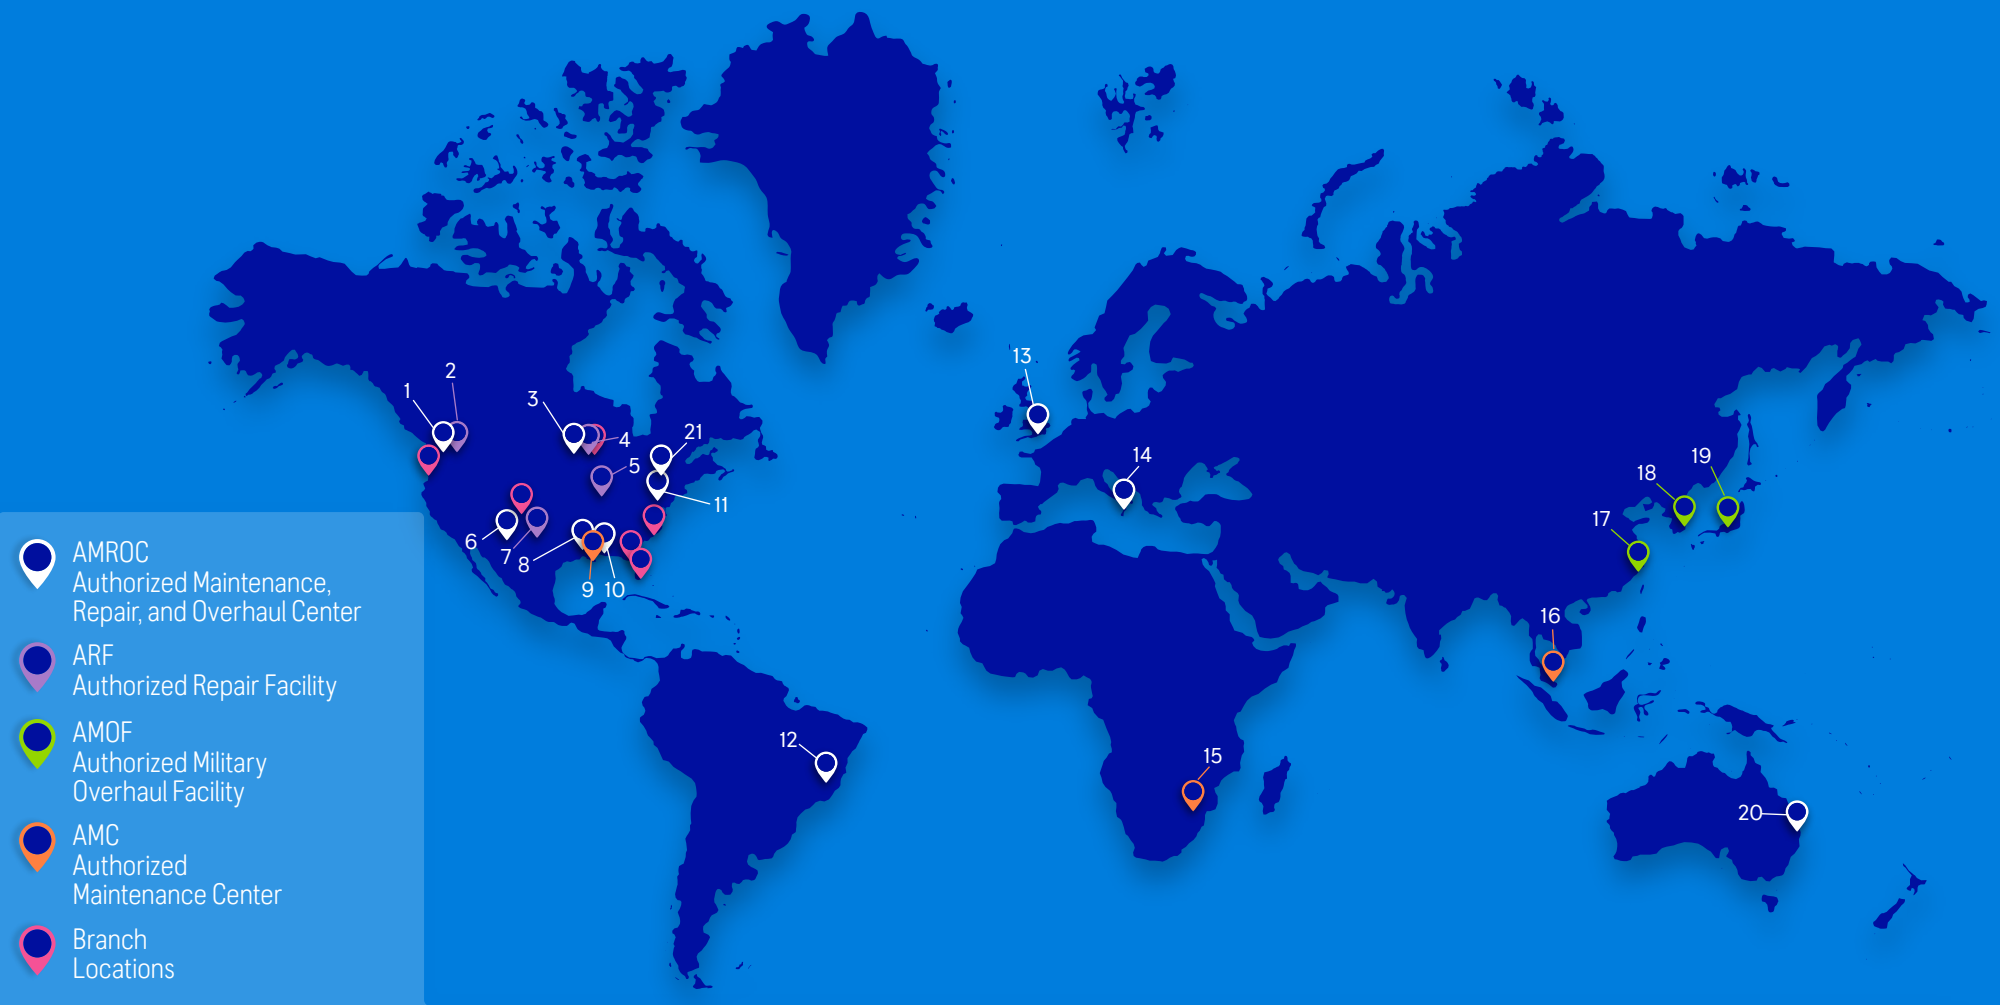 13
2
1
3
21
4
14
19
5
18
11
17
6
7
8
9
10
16
12
15
20
AMROC
Authorized Maintenance,
Repair, and Overhaul Center
ARF
Authorized Repair Facility
AMOF
Authorized Military
Overhaul Facility
AMC
Authorized
Maintenance Center
Branch
Locations